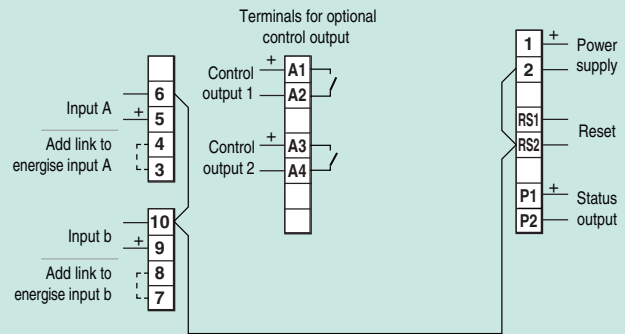 Terminals for optional
control output
6
Input A
+
5
Add link to
energise input A
4
3
10
Input b
+
9
Add link to
energise input b
8
7
Control
output 1
+
A1
A2
Control
output 2
+
A3
A4
1
+
Power
supply
2
RS1
Reset
RS2
P1
+
Status
output
P2